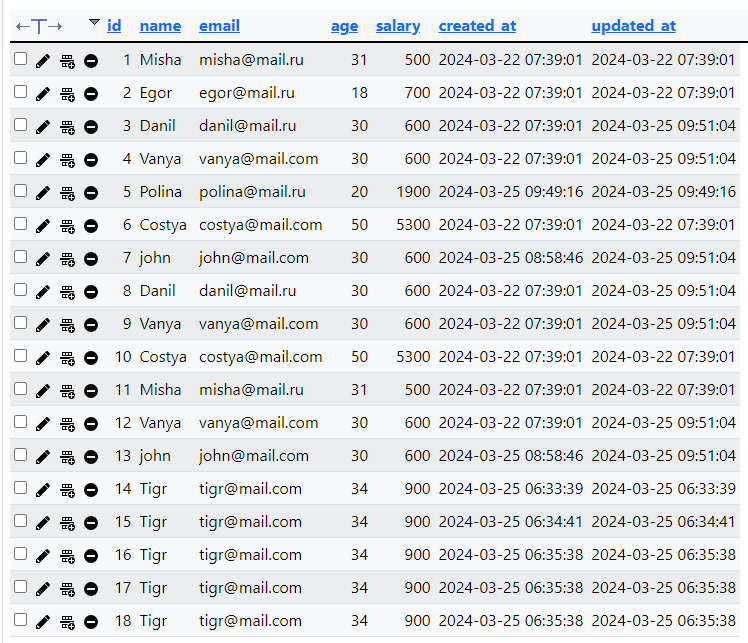 ←T→ id name email age salary created_at updated_at
1 Misha misha@mail.ru 31 500 2024-03-22 07:39:01 2024-03-22 07:39:01
2 Egor egor@mail.ru 18 700 2024-03-22 07:39:01 2024-03-22 07:39:01
3 Danil danil@mail.ru 30 600 2024-03-22 07:39:01 2024-03-25 09:51:04
4 Vanya vanya@mail.com 30 600 2024-03-22 07:39:01 2024-03-25 09:51:04
5 Polina polina@mail.ru 20 1900 2024-03-25 09:49:16 2024-03-25 09:49:16
6 Costya costya@mail.com 50 5300 2024-03-22 07:39:01 2024-03-22 07:39:01
7 john john@mail.com 30 600 2024-03-25 08:58:46 2024-03-25 09:51:04
8 Danil danil@mail.ru 30 600 2024-03-22 07:39:01 2024-03-25 09:51:04
9 Vanya vanya@mail.com 30 600 2024-03-22 07:39:01 2024-03-25 09:51:04
10 Costya costya@mail.com 50 5300 2024-03-22 07:39:01 2024-03-22 07:39:01
11 Misha misha@mail.ru 31 500 2024-03-22 07:39:01 2024-03-22 07:39:01
12 Vanya vanya@mail.com 30 600 2024-03-22 07:39:01 2024-03-25 09:51:04
13 john john@mail.com 30 600 2024-03-25 08:58:46 2024-03-25 09:51:04
14 Tigr tigr@mail.com 34 900 2024-03-25 06:33:39 2024-03-25 06:33:39
15 Tigr tigr@mail.com 34 900 2024-03-25 06:34:41 2024-03-25 06:34:41
16 Tigr tigr@mail.com 34 900 2024-03-25 06:35:38 2024-03-25 06:35:38
17 Tigr tigr@mail.com 34 900 2024-03-25 06:35:38 2024-03-25 06:35:38
18 Tigr tigr@mail.com 34 900 2024-03-25 06:35:38 2024-03-25 06:35:38